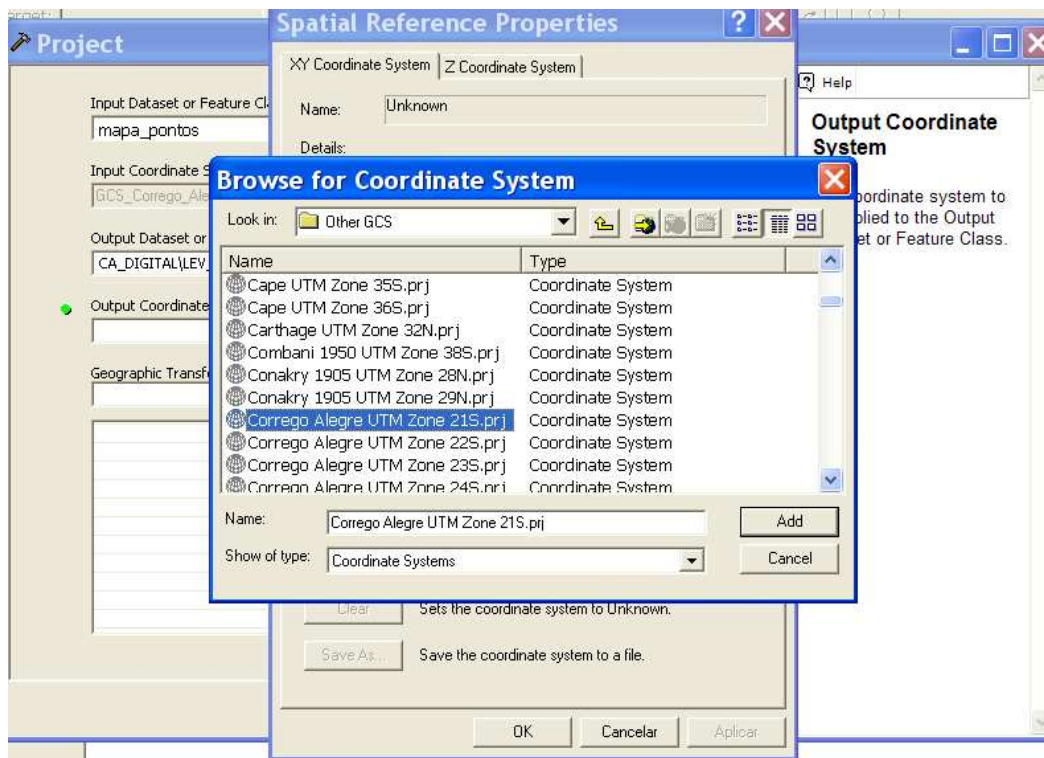 Spatial Reference Properties
Project
XY Coordinate System
Z Coordinate System
Help
Name:
Unknown
Details:
Input Dataset or Feature Cl
mapa_pontos
Input Coordinate S
GCS_Corrego_Ale
Output Dataset or
CA_DIGITAL\LEV_
Output Coordinate
Geographic Transf
Output Coordinate
System
oordinate system to
plied to the Output
et or Feature Class.
Browse for Coordinate System
Look in:
Other GCS
Name
Type
Cape UTM Zone 35S.prj
Coordinate System
Cape UTM Zone 36S.prj
Coordinate System
Carthage UTM Zone 32N.prj
Coordinate System
Combani 1950 UTM Zone 38S.prj
Coordinate System
Conakry 1905 UTM Zone 28N.prj
Coordinate System
Conakry 1905 UTM Zone 29N.prj
Coordinate System
Corrego Alegre UTM Zone 21S.prj
Coordinate System
Corrego Alegre UTM Zone 22S.prj
Coordinate System
Corrego Alegre UTM Zone 23S.prj
Coordinate System
Corrego Alegre UTM Zone 24S.prj
Coordinate System
Name:
Corrego Alegre UTM Zone 21S.prj
Add
Show of type:
Coordinate Systems
Cancel
Clear
Sets the coordinate system to Unknown.
Save As...
Save the coordinate system to a file.
OK
Cancelar
Aplicar